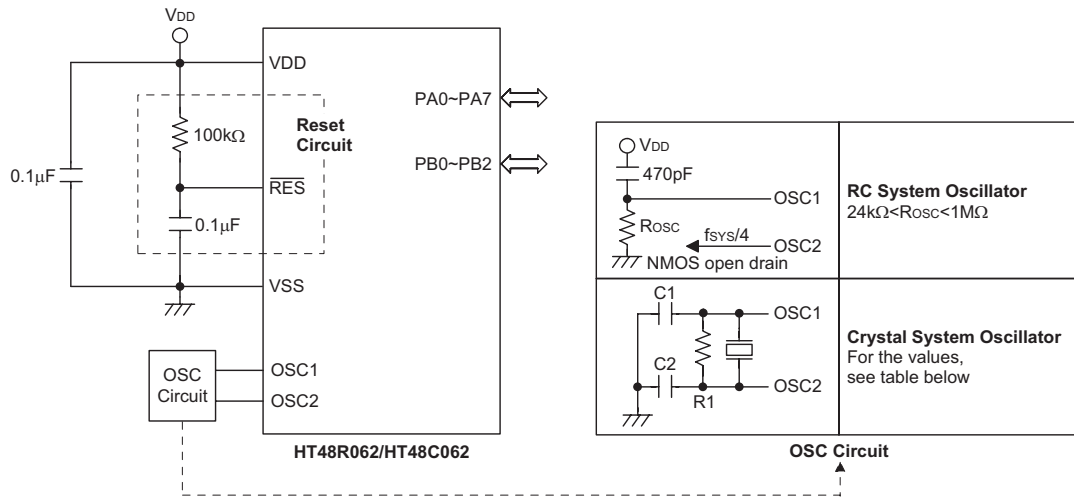 VDD
VDD
PA0~PA7
Reset
Circuit
100kΩ
0.1μF
RES
PB0~PB2
0.1μF
VSS
OSC
Circuit
OSC1
OSC2
HT48R062/HT48C062
VDD
470pF
OSC1
ROSC
fSYS/4
OSC2
NMOS open drain
RC System Oscillator
24kΩ<ROSC<1MΩ
C1
OSC1
C2
OSC2
R1
Crystal System Oscillator
For the values,
see table below
OSC Circuit